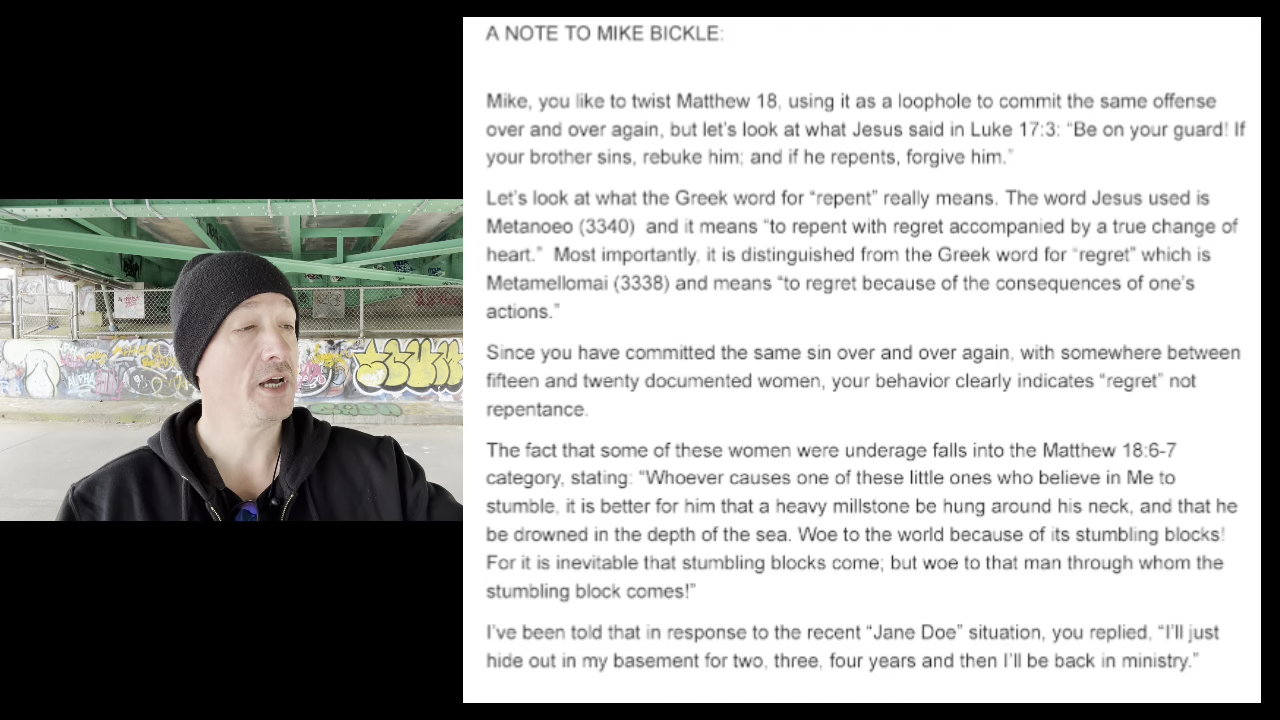 A NOTE TO MIKE BICKLE:
Mike, you like to twist Matthew 18, using it as a loophole to commit the same offense
over and over again, but let's look at what Jesus said in Luke 17:3: “Be on your guard! If
your brother sins, rebuke him; and if he repents, forgive him.”
Let's look at what the Greek word for “repent” really means. The word Jesus used is
Metanoeo (3340)  and it means “to repent with regret accompanied by a true change of
heart.”  Most importantly, it is distinguished from the Greek word for “regret” which is
Metamellomai (3338) and means “to regret because of the consequences of one's
actions.”
Since you have committed the same sin over and over again, with somewhere between
fifteen and twenty documented women, your behavior clearly indicates “regret” not
repentance.
The fact that some of these women were underage falls into the Matthew 18:6-7
category, stating: “Whoever causes one of these little ones who believe in Me to
stumble, it is better for him that a heavy millstone be hung around his neck, and that he
be drowned in the depth of the sea. Woe to the world because of its stumbling blocks!
For it is inevitable that stumbling blocks come; but woe to that man through whom the
stumbling block comes!”
I've been told that in response to the recent “Jane Doe” situation, you replied, “I'll just
hide out in my basement for two, three, four years and then I'll be back in ministry.”